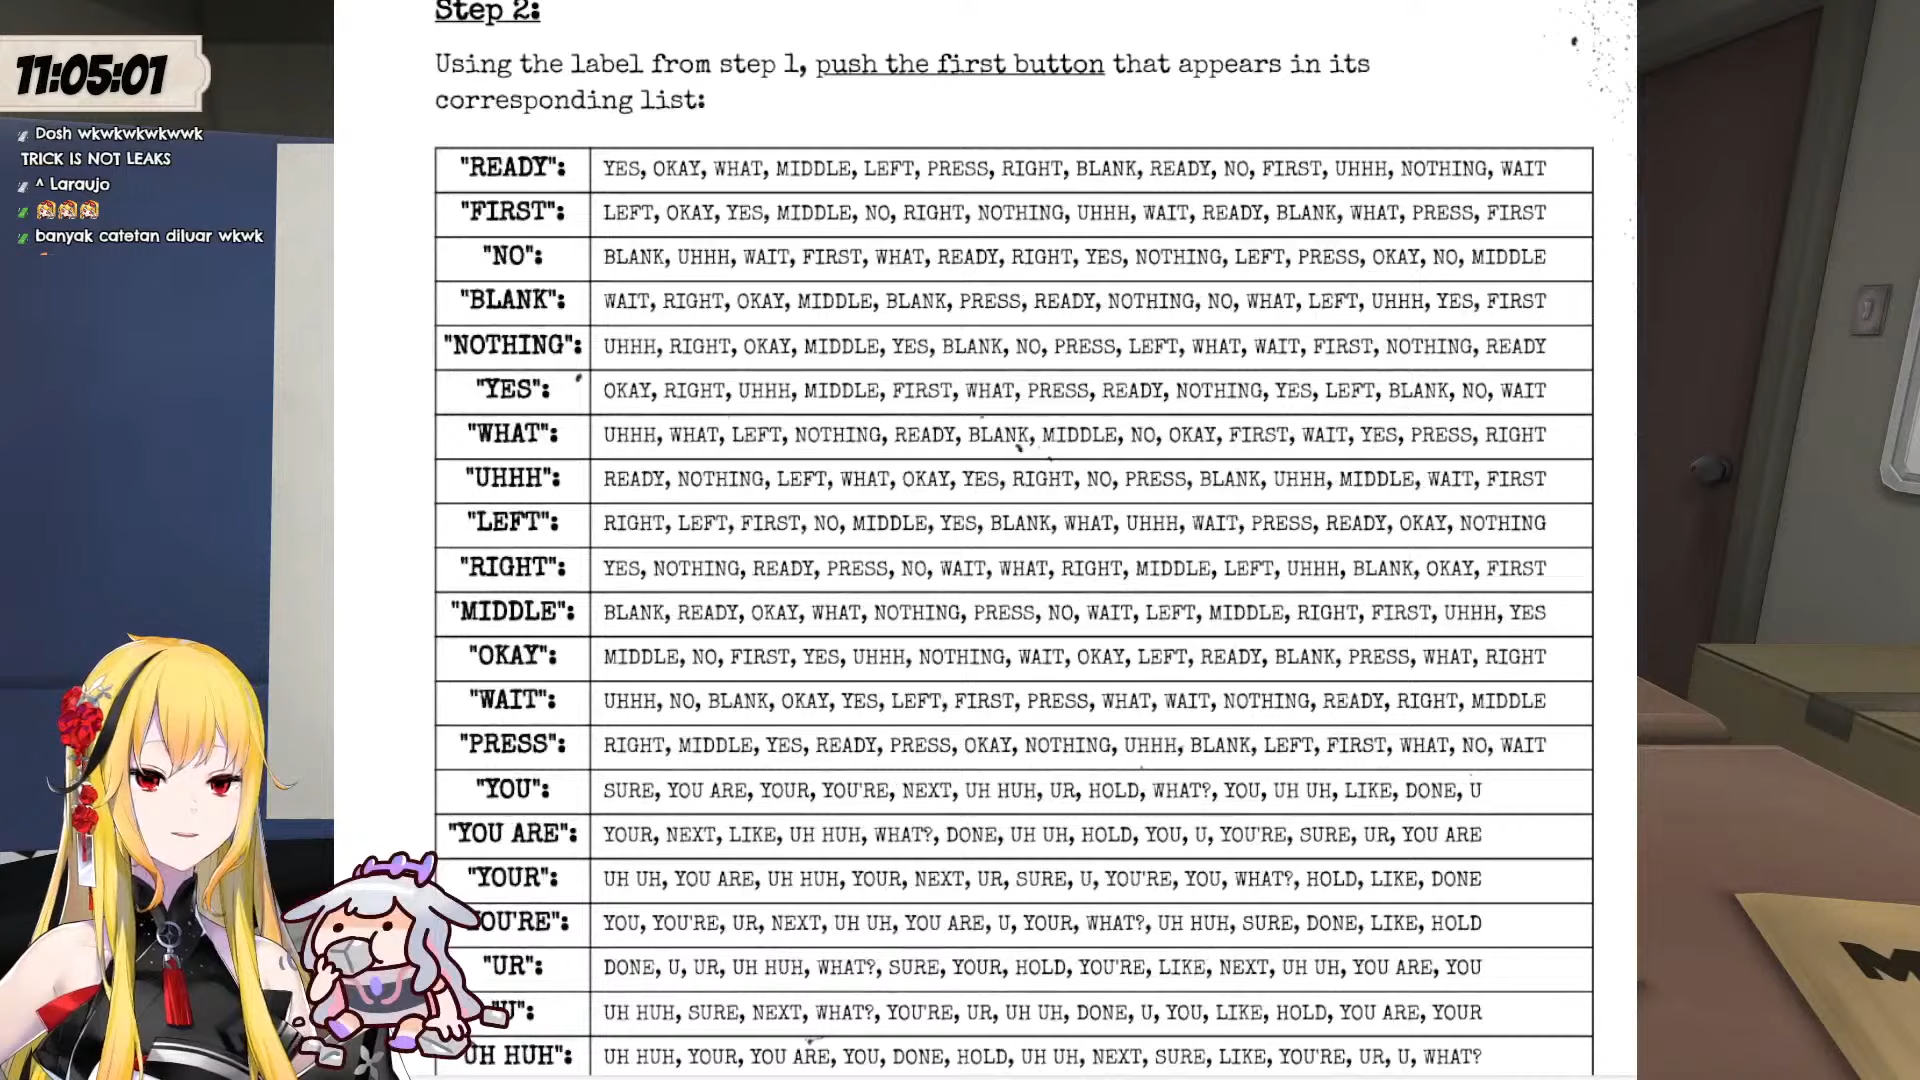 Step 2:
Using the label from step 1, push the first button that appears in its
corresponding list:
11:05:01
Dosh wkwkwkwkwwk
TRICK IS NOT LEAKS
^ Laraujo
banyak catetan diluar wkwk
"READY": YES, OKAY, WHAT, MIDDLE, LEFT, PRESS, RIGHT, BLANK, READY, NO, FIRST, UHHH, NOTHING, WAIT
"FIRST": LEFT, OKAY, YES, MIDDLE, NO, RIGHT, NOTHING, UHHH, WAIT, READY, BLANK, WHAT, PRESS, FIRST
"NO": BLANK, UHHH, WAIT, FIRST, WHAT, READY, RIGHT, YES, NOTHING, LEFT, PRESS, OKAY, NO, MIDDLE
"BLANK": WAIT, RIGHT, OKAY, MIDDLE, BLANK, PRESS, READY, NOTHING, NO, WHAT, LEFT, UHHH, YES, FIRST
"NOTHING": UHHH, RIGHT, OKAY, MIDDLE, YES, BLANK, NO, PRESS, LEFT, WHAT, WAIT, FIRST, NOTHING, READY
"YES": OKAY, RIGHT, UHHH, MIDDLE, FIRST, WHAT, PRESS, READY, NOTHING, YES, LEFT, BLANK, NO, WAIT
"WHAT": UHHH, WHAT, LEFT, NOTHING, READY, BLANK, MIDDLE, NO, OKAY, FIRST, WAIT, YES, PRESS, RIGHT
"UHHH": READY, NOTHING, LEFT, WHAT, OKAY, YES, RIGHT, NO, PRESS, BLANK, UHHH, MIDDLE, WAIT, FIRST
"LEFT": RIGHT, LEFT, FIRST, NO, MIDDLE, YES, BLANK, WHAT, UHHH, WAIT, PRESS, READY, OKAY, NOTHING
"RIGHT": YES, NOTHING, READY, PRESS, NO, WAIT, WHAT, RIGHT, MIDDLE, LEFT, UHHH, BLANK, OKAY, FIRST
"MIDDLE": BLANK, READY, OKAY, WHAT, NOTHING, PRESS, NO, WAIT, LEFT, MIDDLE, RIGHT, FIRST, UHHH, YES
"OKAY": MIDDLE, NO, FIRST, YES, UHHH, NOTHING, WAIT, OKAY, LEFT, READY, BLANK, PRESS, WHAT, RIGHT
"WAIT": UHHH, NO, BLANK, OKAY, YES, LEFT, FIRST, PRESS, WHAT, WAIT, NOTHING, READY, RIGHT, MIDDLE
"PRESS": RIGHT, MIDDLE, YES, READY, PRESS, OKAY, NOTHING, UHHH, BLANK, LEFT, FIRST, WHAT, NO, WAIT
"YOU": SURE, YOU ARE, YOUR, YOU'RE, NEXT, UH HUH, UR, HOLD, WHAT?, YOU, UH UH, LIKE, DONE, U
"YOU ARE": YOUR, NEXT, LIKE, UH HUH, WHAT?, DONE, UH UH, HOLD, YOU, U, YOU'RE, SURE, UR, YOU ARE
"YOUR": UH UH, YOU ARE, UH HUH, YOUR, NEXT, UR, SURE, U, YOU'RE, YOU, WHAT?, HOLD, LIKE, DONE
OU'RE": YOU, YOU'RE, UR, NEXT, UH UH, YOU ARE, U, YOUR, WHAT?, UH HUH, SURE, DONE, LIKE, HOLD
"UR": DONE, U, UR, UH HUH, WHAT?, SURE, YOUR, HOLD, YOU'RE, LIKE, NEXT, UH UH, YOU ARE, YOU
"U": UH HUH, SURE, NEXT, WHAT?, YOU'RE, UR, UH UH, DONE, U, YOU, LIKE, HOLD, YOU ARE, YOUR
UH HUH": UH HUH, YOUR, YOU ARE, YOU, DONE, HOLD, UH UH, NEXT, SURE, LIKE, YOU'RE, UR, U, WHAT?